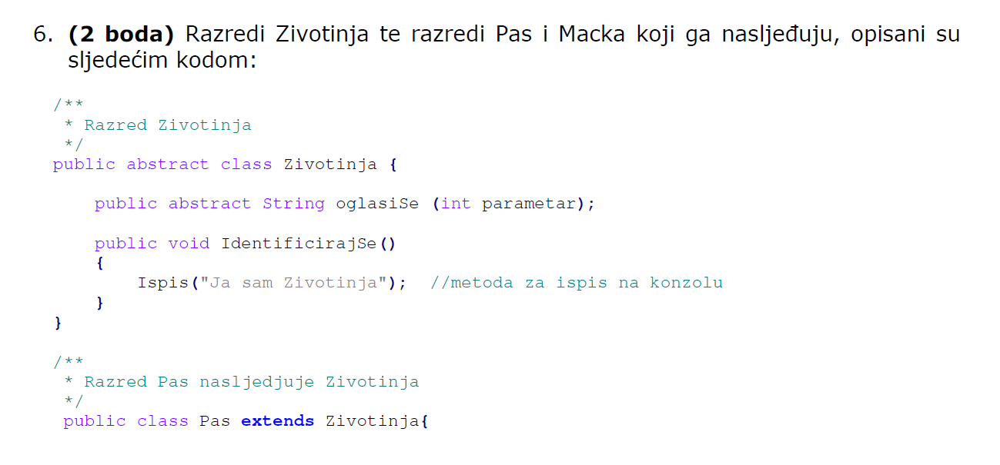 6. (2 boda) Razredi Zivotinja te razredi Pas i Macka koji ga nasljeđuju, opisani su
sljedećim kodom:
/**
 * Razred Zivotinja
 */
public abstract class Zivotinja {
    public abstract String oglasiSe (int parametar);
    public void IdentificirajSe()
    {
        Ispis("Ja sam Zivotinja");  //metoda za ispis na konzolu
    }
}
/**
 * Razred Pas nasljedjuje Zivotinja
 */
 public class Pas extends Zivotinja{